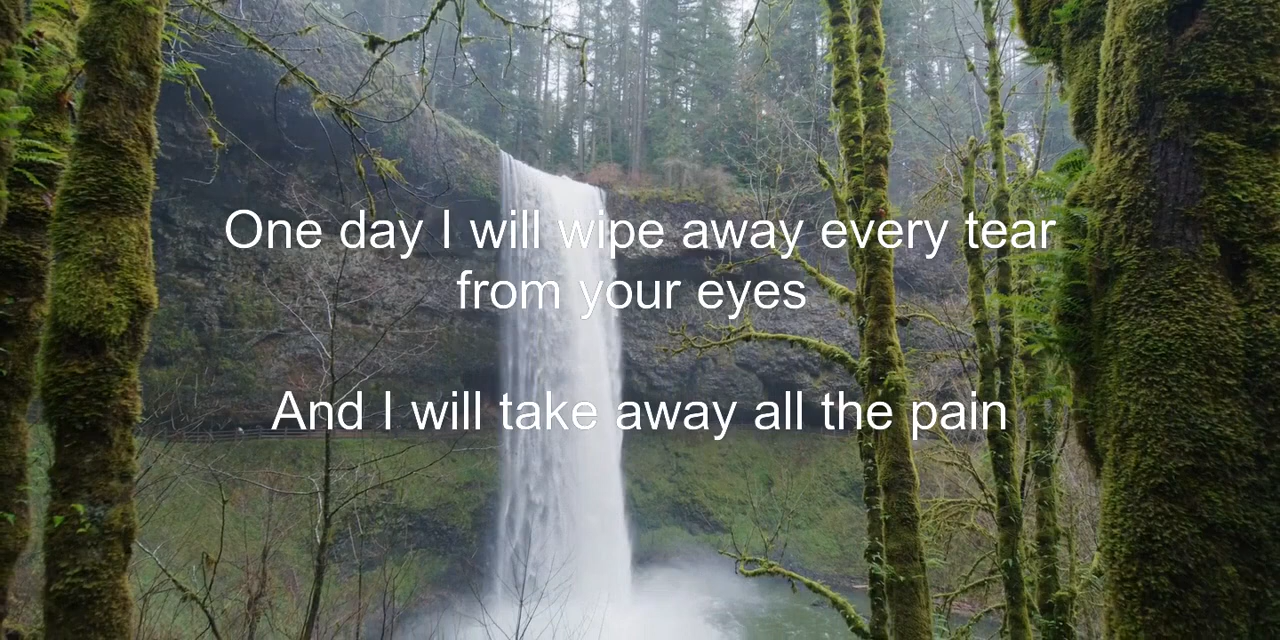 One day I will wipe away every tear
from your eyes
And I will take away all the pain